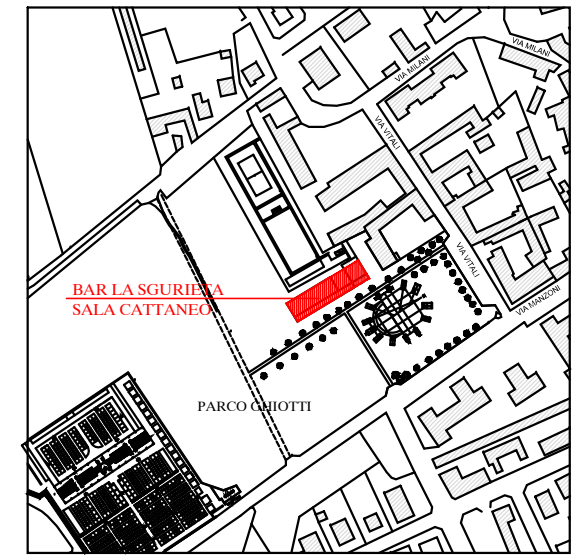 VIA MILANI
VIA MILANI
VIA VITALI
VIA VITALI
VIA MANZONI
BAR LA SGURIETA
SALA CATTANEO
PARCO GHIOTTI